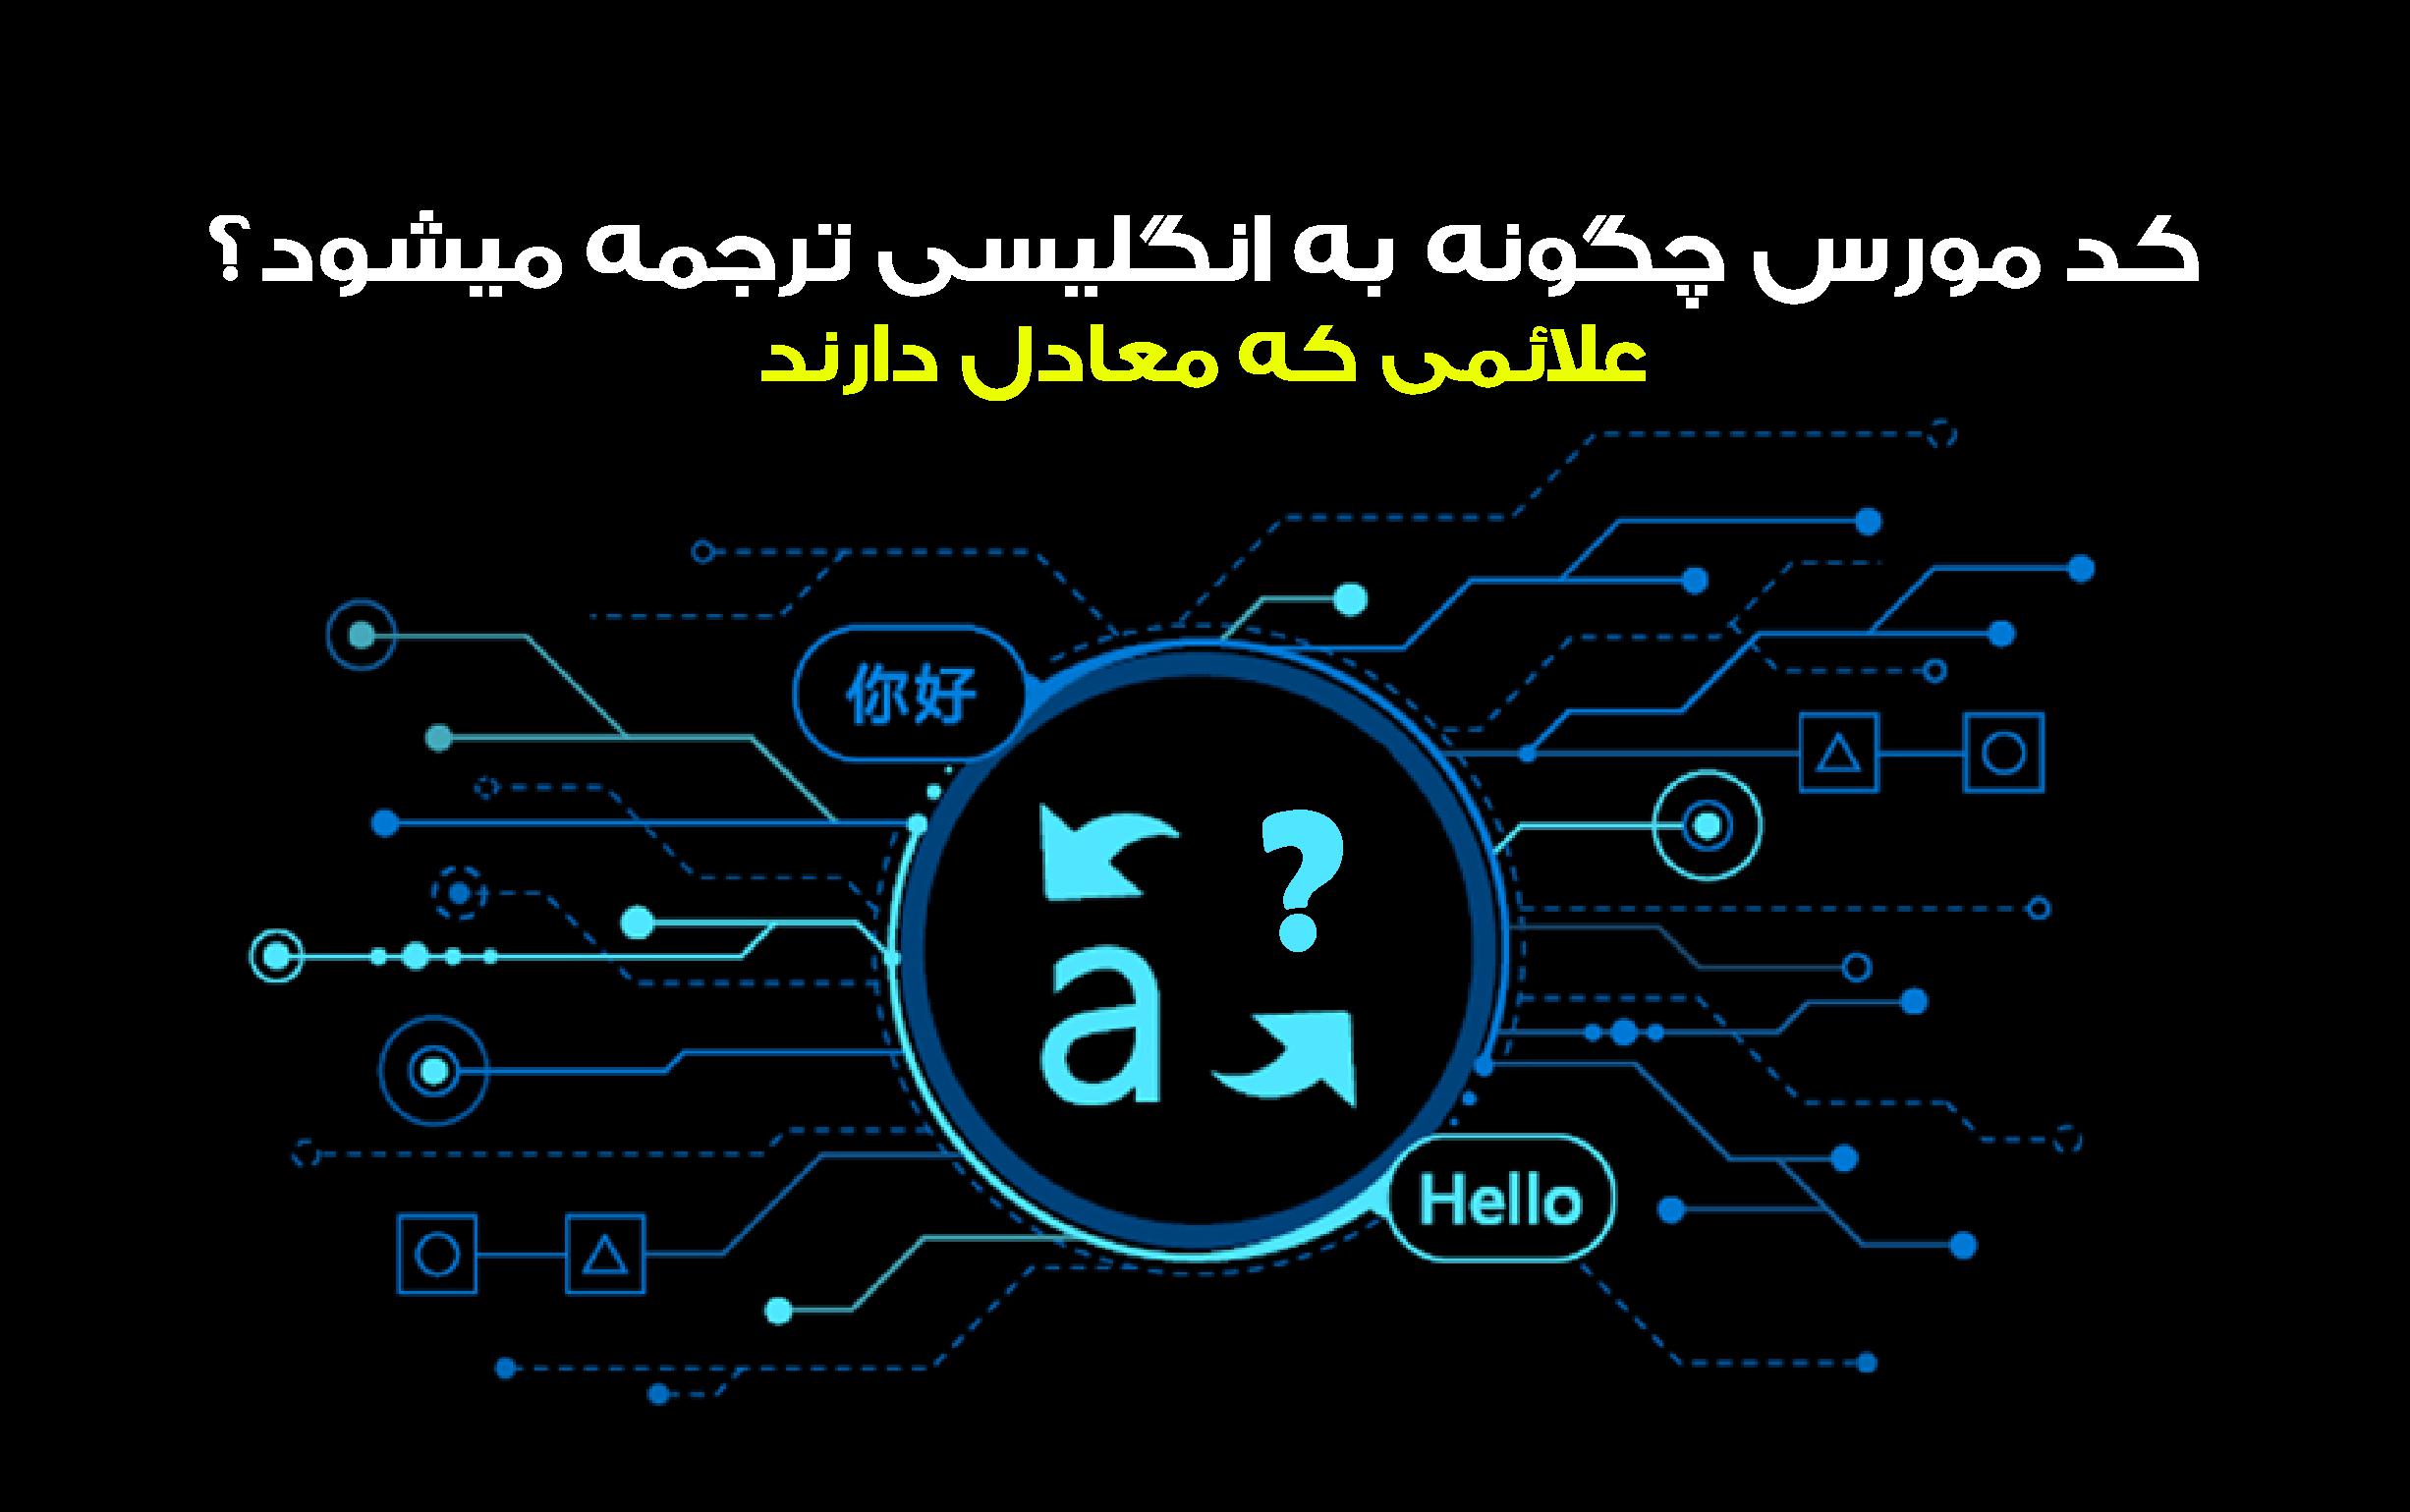 کد مورس چگونه به انگلیسی ترجمه میشود ؟
علائمی که معادل دارند
你好
?
a
Hello